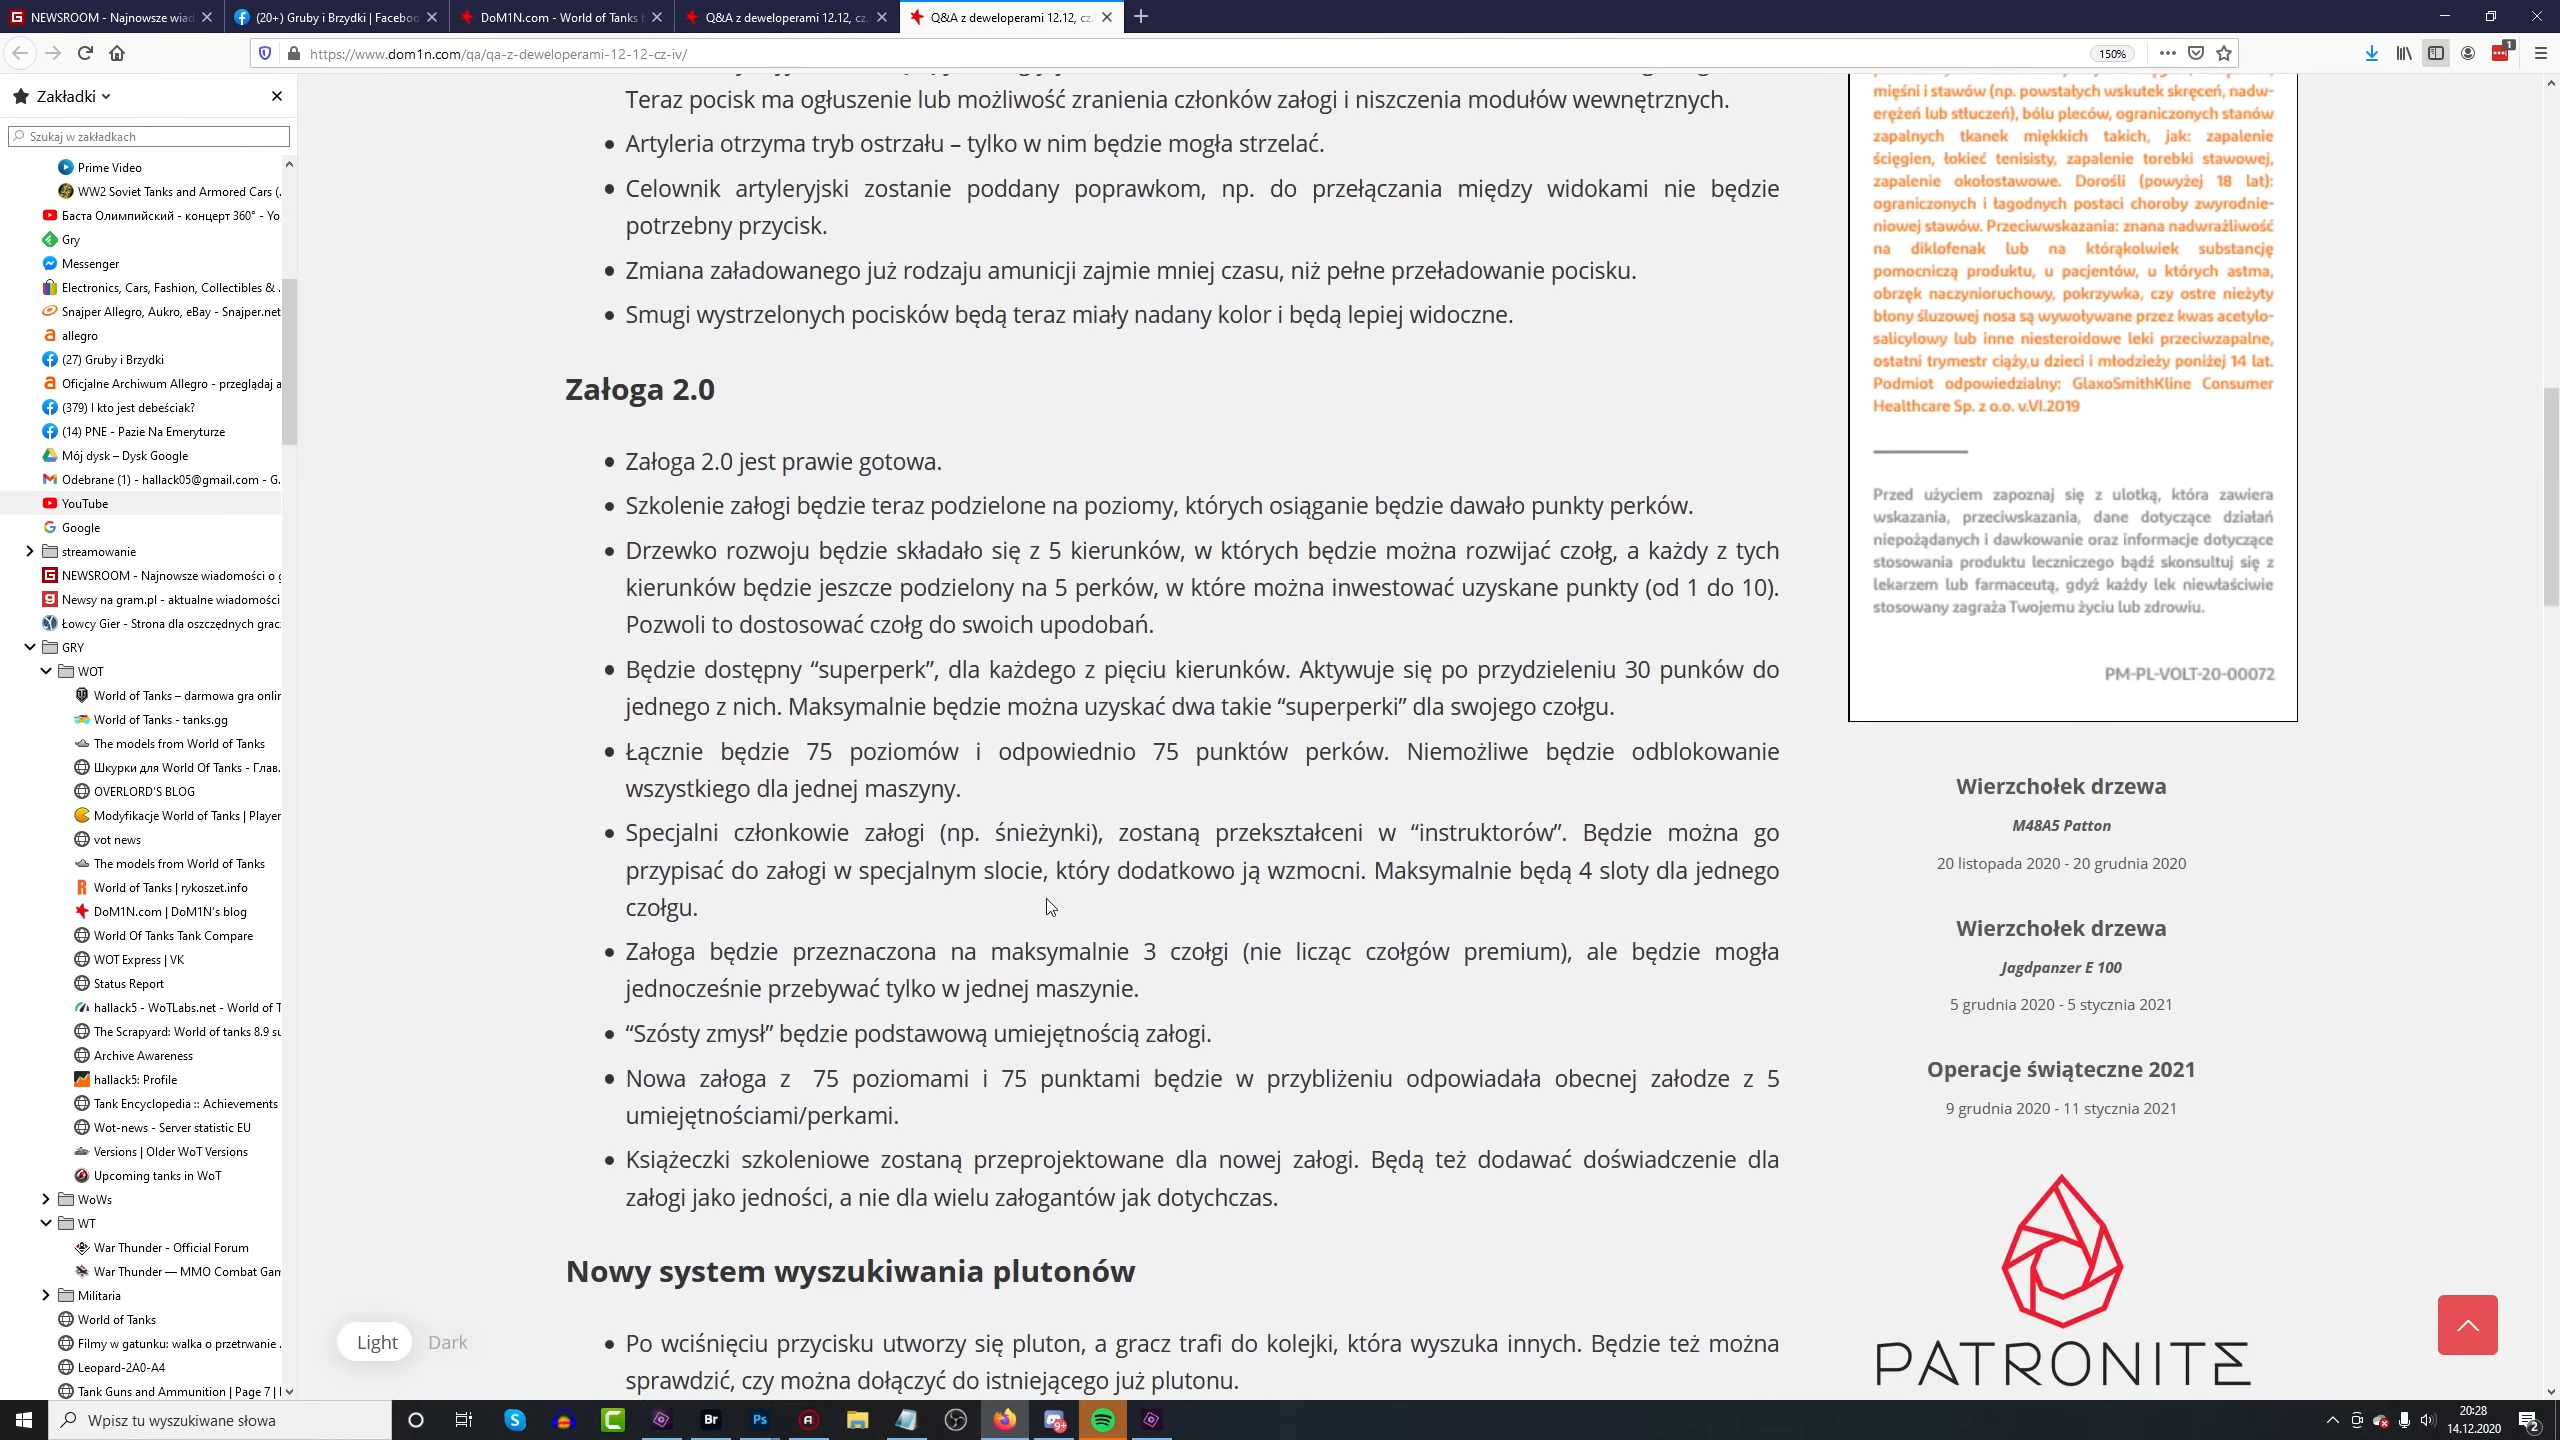 NEWSROOM - Najnowsze wiad
(20+) Gruby i Brzydki | Faceboo
DoM1N.com - World of Tanks
Q&A z deweloperami 12.12, cz.
Q&A z deweloperami 12.12, cz.
https://www.dom1n.com/qa/qa-z-deweloperami-12-12-cz-iv/
150%
1
Zakładki
Szukaj w zakładkach
Prime Video
WW2 Soviet Tanks and Armored Cars (.
Баста Олимпийский - концерт 360° - Yo
Gry
Messenger
Electronics, Cars, Fashion, Collectibles & .
Snajper Allegro, Aukro, eBay - Snajper.net
allegro
(27) Gruby i Brzydki
Oficjalne Archiwum Allegro - przeglądaj a
(379) I kto jest debeściak?
(14) PNE - Pazie Na Emeryturze
Mój dysk – Dysk Google
Odebrane (1) - hallack05@gmail.com - G.
YouTube
Google
streamowanie
NEWSROOM - Najnowsze wiadomości o g
Newsy na gram.pl - aktualne wiadomości
Łowcy Gier - Strona dla oszczędnych grac
GRY
WOT
World of Tanks – darmowa gra onlin
World of Tanks - tanks.gg
The models from World of Tanks
Шкурки для World Of Tanks - Глав.
OVERLORD'S BLOG
Modyfikacje World of Tanks | Player
vot news
The models from World of Tanks
World of Tanks | rykoszet.info
DoM1N.com | DoM1N's blog
World Of Tanks Tank Compare
WOT Express | VK
Status Report
hallack5 - WoTLabs.net - World of T
The Scrapyard: World of tanks 8.9 su
Archive Awareness
hallack5: Profile
Tank Encyclopedia :: Achievements
Wot-news - Server statistic EU
Versions | Older WoT Versions
Upcoming tanks in WoT
WoWs
WT
War Thunder - Official Forum
War Thunder — MMO Combat Gam
Militaria
World of Tanks
Filmy w gatunku: walka o przetrwanie .
Leopard-2A0-A4
Tank Guns and Ammunition | Page 7 |
Teraz pocisk ma ogłuszenie lub możliwość zranienia członków załogi i niszczenia modułów wewnętrznych.
Artyleria otrzyma tryb ostrzału – tylko w nim będzie mogła strzelać.
Celownik artyleryjski zostanie poddany poprawkom, np. do przełączania między widokami nie będzie
potrzebny przycisk.
Zmiana załadowanego już rodzaju amunicji zajmie mniej czasu, niż pełne przeładowanie pocisku.
Smugi wystrzelonych pocisków będą teraz miały nadany kolor i będą lepiej widoczne.
Załoga 2.0
Załoga 2.0 jest prawie gotowa.
Szkolenie załogi będzie teraz podzielone na poziomy, których osiąganie będzie dawało punkty perków.
Drzewko rozwoju będzie składało się z 5 kierunków, w których będzie można rozwijać czołg, a każdy z tych
kierunków będzie jeszcze podzielony na 5 perków, w które można inwestować uzyskane punkty (od 1 do 10).
Pozwoli to dostosować czołg do swoich upodobań.
Będzie dostępny “superperk”, dla każdego z pięciu kierunków. Aktywuje się po przydzieleniu 30 punków do
jednego z nich. Maksymalnie będzie można uzyskać dwa takie “superperki” dla swojego czołgu.
Łącznie będzie 75 poziomów i odpowiednio 75 punktów perków. Niemożliwe będzie odblokowanie
wszystkiego dla jednej maszyny.
Specjalni członkowie załogi (np. śnieżynki), zostaną przekształceni w “instruktorów”. Będzie można go
przypisać do załogi w specjalnym slocie, który dodatkowo ją wzmocni. Maksymalnie będą 4 sloty dla jednego
czołgu.
Załoga będzie przeznaczona na maksymalnie 3 czołgi (nie licząc czołgów premium), ale będzie mogła
jednocześnie przebywać tylko w jednej maszynie.
“Szósty zmysł” będzie podstawową umiejętnością załogi.
Nowa załoga z 75 poziomami i 75 punktami będzie w przybliżeniu odpowiadała obecnej załodze z 5
umiejętnościami/perkami.
Książeczki szkoleniowe zostaną przeprojektowane dla nowej załogi. Będą też dodawać doświadczenie dla
załogi jako jedności, a nie dla wielu załogantów jak dotychczas.
Nowy system wyszukiwania plutonów
Po wciśnięciu przycisku utworzy się pluton, a gracz trafi do kolejki, która wyszuka innych. Będzie też można
sprawdzić, czy można dołączyć do istniejącego już plutonu.
Light Dark
mięśni i stawów (np. powstałych wskutek skręceń, nadw-
erężeń lub stłuczeń), bólu pleców, ograniczonych stanów
zapalnych tkanek miękkich takich, jak: zapalenie
ścięgien, łokieć tenisisty, zapalenie torebki stawowej,
zapalenie okołostawowe. Dorośli (powyżej 18 lat):
ograniczonych i łagodnych postaci choroby zwyrodnie-
niowej stawów. Przeciwwskazania: znana nadwrażliwość
na diklofenak lub na którąkolwiek substancję
pomocniczą produktu, u pacjentów, u których astma,
obrzęk naczynioruchowy, pokrzywka, czy ostre nieżyty
błony śluzowej nosa są wywoływane przez kwas acetylo-
salicylowy lub inne niesteroidowe leki przeciwzapalne,
ostatni trymestr ciąży,u dzieci i młodzieży poniżej 14 lat.
Podmiot odpowiedzialny: GlaxoSmithKline Consumer
Healthcare Sp. z o.o. v.VI.2019
Przed użyciem zapoznaj się z ulotką, która zawiera
wskazania, przeciwskazania, dane dotyczące działań
niepożądanych i dawkowanie oraz informacje dotyczące
stosowania produktu leczniczego bądź skonsultuj się z
lekarzem lub farmaceutą, gdyż każdy lek niewłaściwie
stosowany zagraża Twojemu życiu lub zdrowiu.
PM-PL-VOLT-20-00072
Wierzchołek drzewa
M48A5 Patton
20 listopada 2020 - 20 grudnia 2020
Wierzchołek drzewa
Jagdpanzer E 100
5 grudnia 2020 - 5 stycznia 2021
Operacje świąteczne 2021
9 grudnia 2020 - 11 stycznia 2021
PATRONITE
Wpisz tu wyszukiwane słowa
Br
Ps
9+
20:28
14.12.2020
2